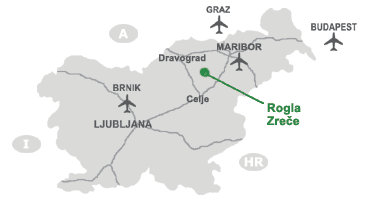 GRAZ
BUDAPEST
A
MARIBOR
Dravograd
BRNIK
Celje
Rogla
Zreče
LJUBLJANA
I
HR